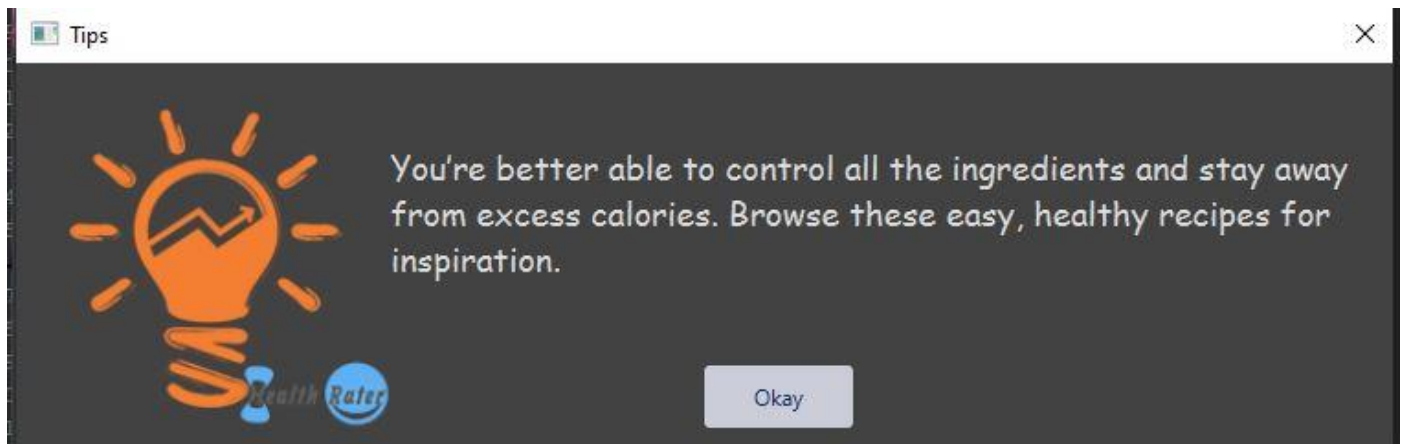 Tips
You're better able to control all the ingredients and stay away
from excess calories. Browse these easy, healthy recipes for
inspiration.
Health Rater
Okay